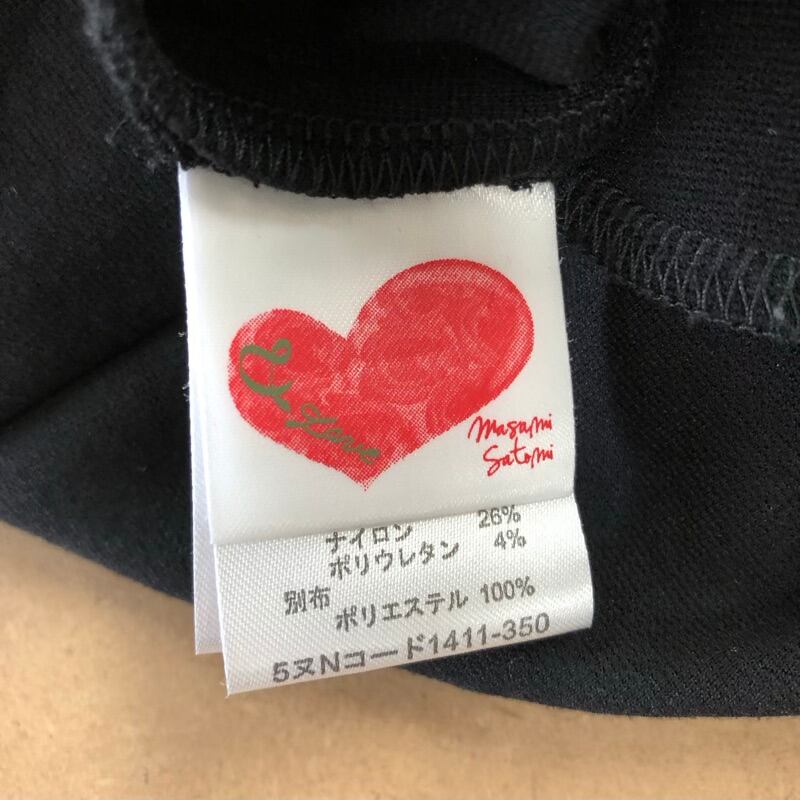 Love
Masami
Satomi
ナイロン 26%
ポリウレタン 4%
別布
ポリエステル 100%
5ヌNコード1411-350